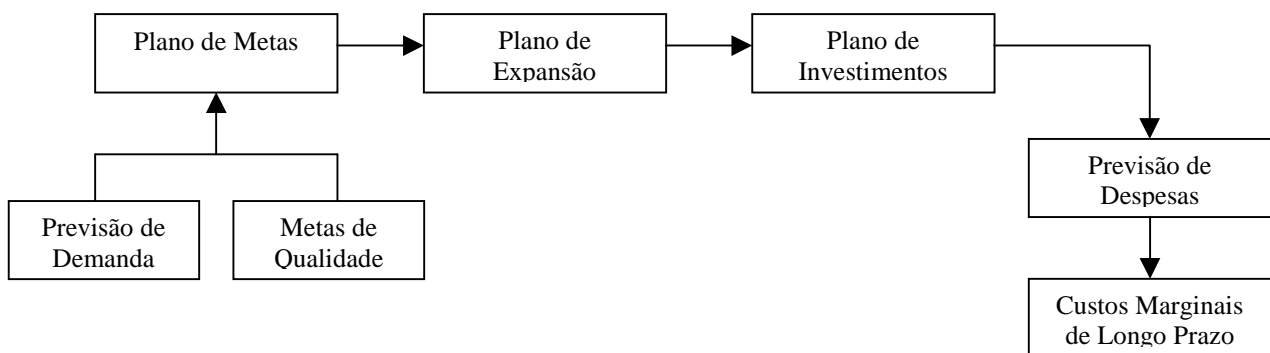 Plano de Metas
Plano de
Expansão
Plano de
Investimentos
Previsão de
Despesas
Previsão de
Demanda
Metas de
Qualidade
Custos Marginais
de Longo Prazo